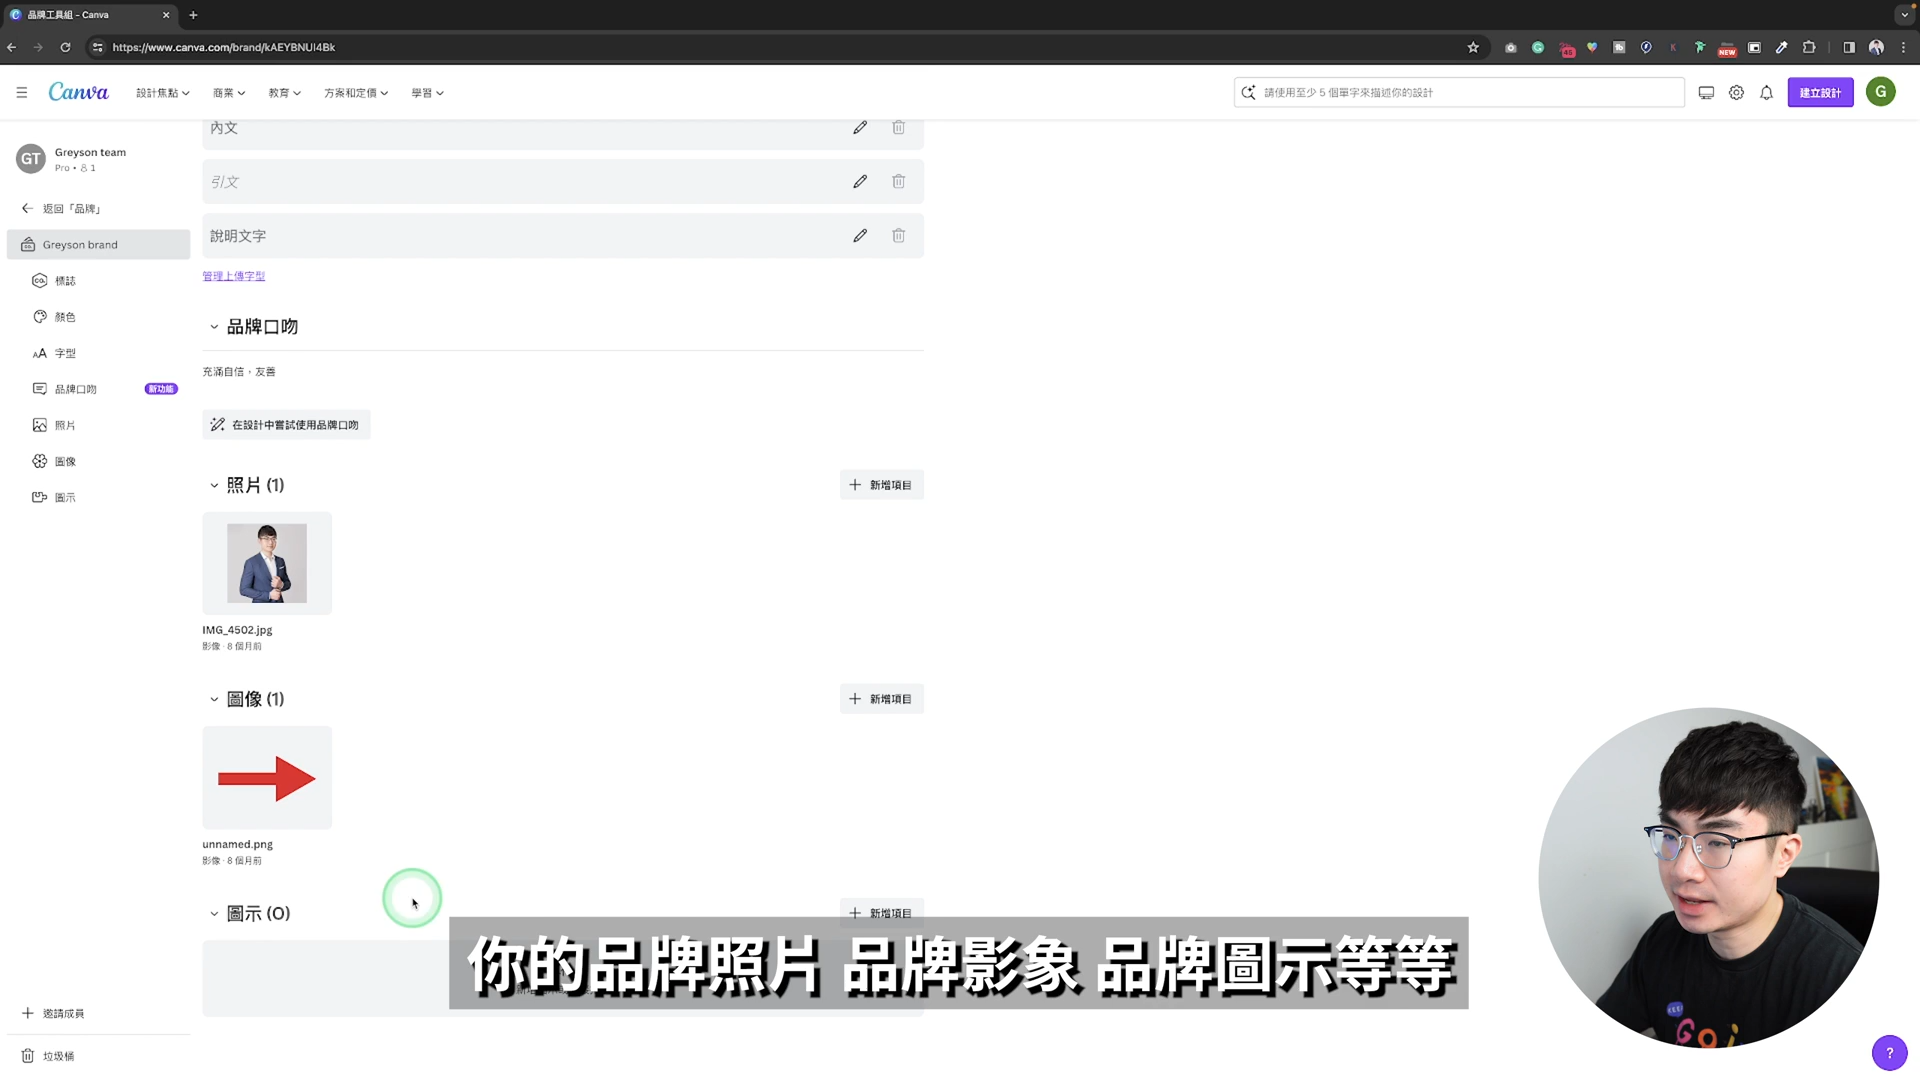 品牌工具組 - Canva
https://www.canva.com/brand/kAEYBNUI4Bk
45
NEW
Canva
設計焦點
商業
教育
方案和定價
學習
請使用至少 5 個單字來描述你的設計
建立設計
G
GT
Greyson team
Pro • 1
返回「品牌」
Greyson brand
標誌
顏色
字型
品牌口吻
新功能
照片
圖像
圖示
邀請成員
垃圾桶
內文
引文
說明文字
管理上傳字型
品牌口吻
充滿自信，友善
在設計中嘗試使用品牌口吻
照片 (1)
新增項目
IMG_4502.jpg
影像 · 8 個月前
圖像 (1)
新增項目
unnamed.png
影像 · 8 個月前
圖示 (0)
新增項目
你的品牌照片 品牌影象 品牌圖示等等
?